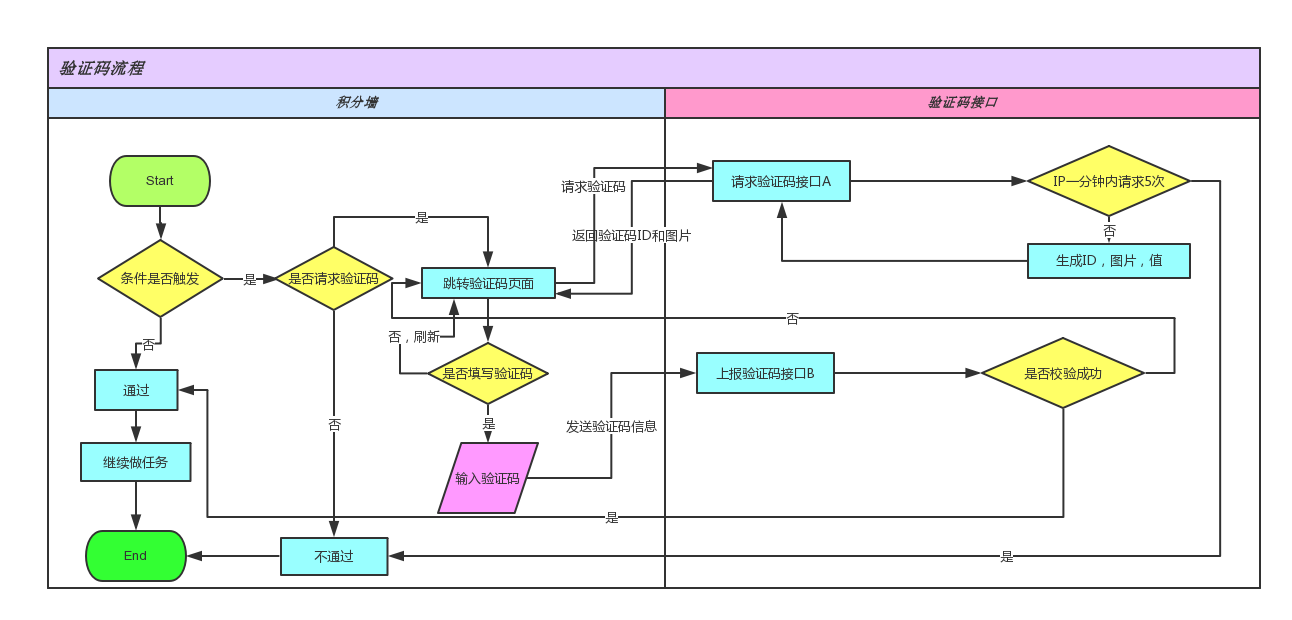 验证码流程
积分墙
验证码接口
Start
请求验证码
请求验证码接口A
IP一分钟内请求5次
是
返回验证码ID和图片
否
条件是否触发
是
是否请求验证码
跳转验证码页面
生成ID，图片，值
否
否，刷新
否
是否填写验证码
上报验证码接口B
是否校验成功
通过
否
是
发送验证码信息
继续做任务
输入验证码
是
End
不通过
是